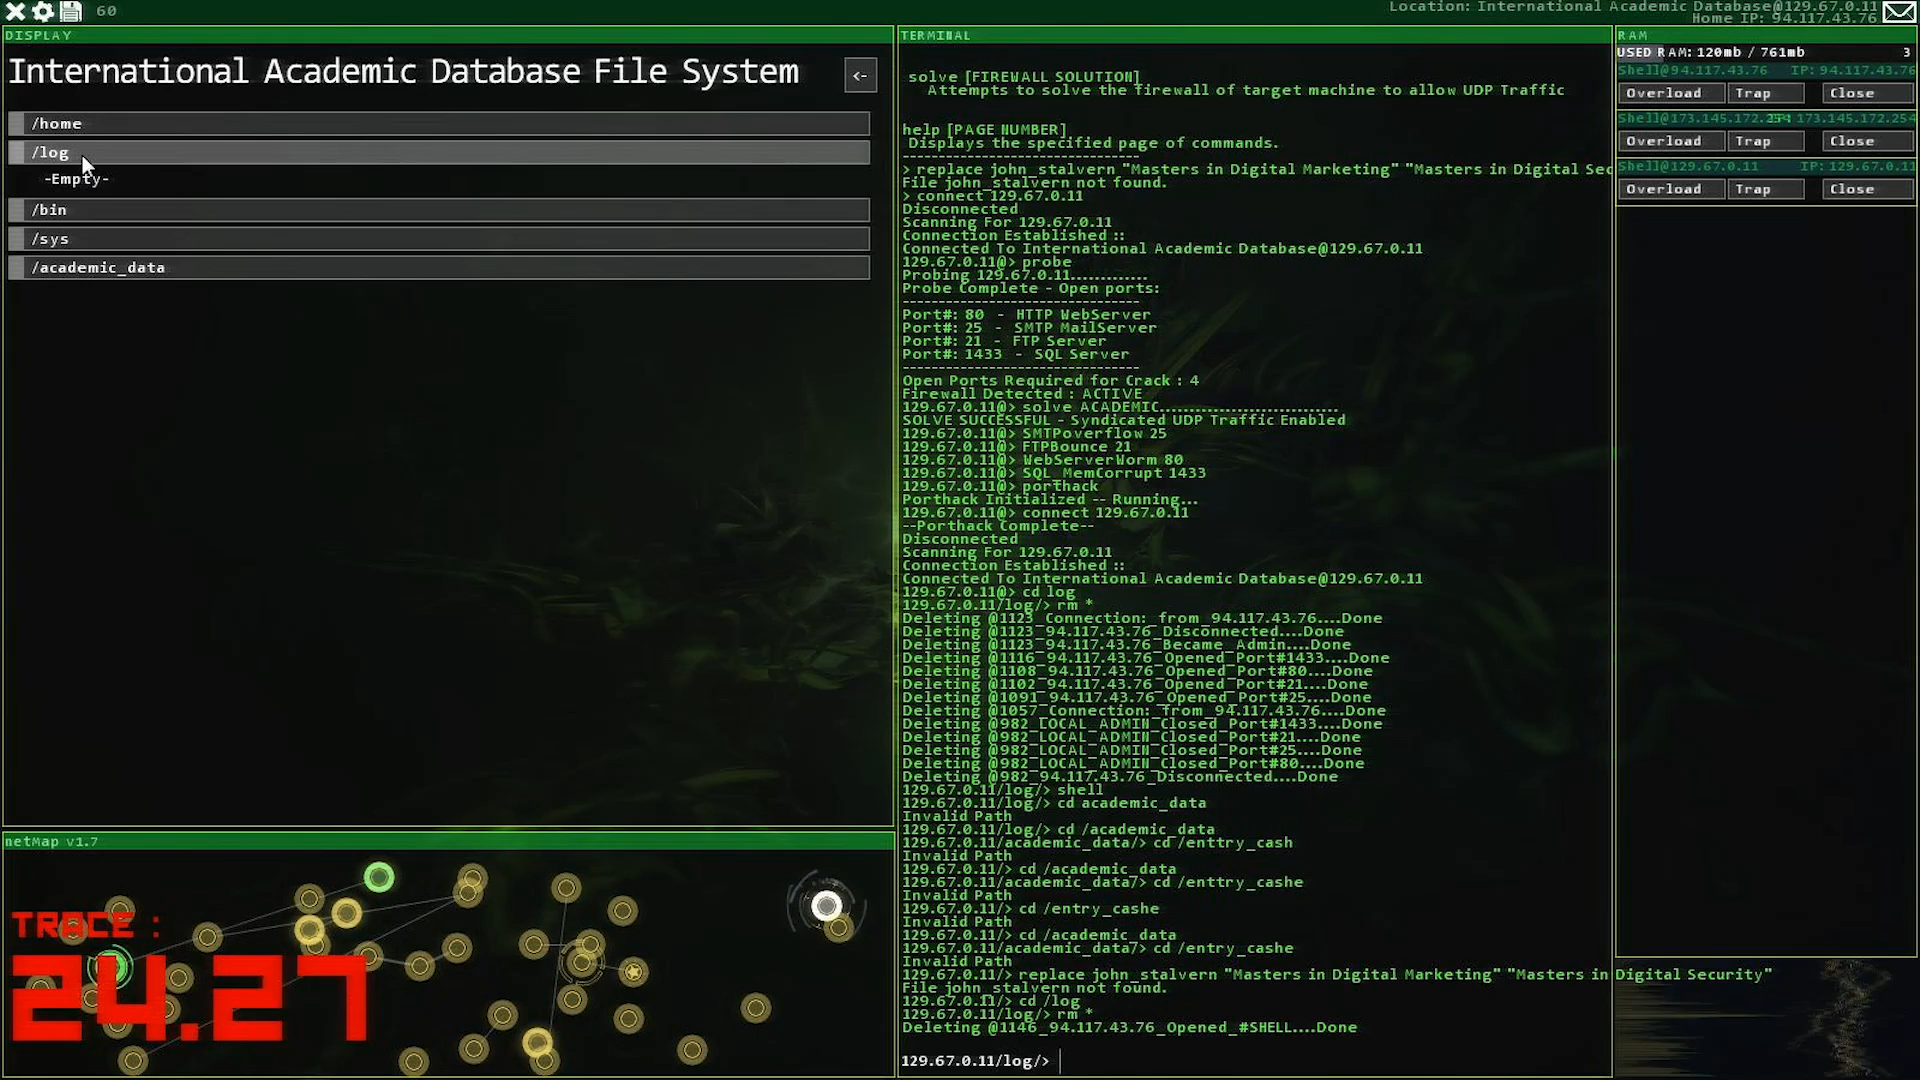 60
Location: International Academic Database@129.67.0.11
Home IP: 94.117.43.76
DISPLAY
International Academic Database File System
<-
/home
/log
-Empty-
/bin
/sys
/academic_data
netMap v1.7
TRACE :
24.27
TERMINAL
solve [FIREWALL SOLUTION]
Attempts to solve the firewall of target machine to allow UDP Traffic
help [PAGE NUMBER]
Displays the specified page of commands.
---------------------------------
> replace john_stalvern "Masters in Digital Marketing" "Masters in Digital Sec
File john_stalvern not found.
> connect 129.67.0.11
Disconnected
Scanning For 129.67.0.11
Connection Established ::
Connected To International Academic Database@129.67.0.11
129.67.0.11@> probe
Probing 129.67.0.11.............
Probe Complete - Open ports:
---------------------------------
Port#: 80 - HTTP WebServer
Port#: 25 - SMTP MailServer
Port#: 21 - FTP Server
Port#: 1433 - SQL Server
---------------------------------
Open Ports Required for Crack : 4
Firewall Detected : ACTIVE
129.67.0.11@> solve ACADEMIC..............................
SOLVE SUCCESSFUL - Syndicated UDP Traffic Enabled
129.67.0.11@> SMTPoverflow 25
129.67.0.11@> FTPBounce 21
129.67.0.11@> WebServerWorm 80
129.67.0.11@> SQL_MemCorrupt 1433
129.67.0.11@> porthack
Porthack Initialized -- Running...
129.67.0.11@> connect 129.67.0.11
--Porthack Complete--
Disconnected
Scanning For 129.67.0.11
Connection Established ::
Connected To International Academic Database@129.67.0.11
129.67.0.11@> cd log
129.67.0.11/log/> rm *
Deleting @1123_Connection:_from_94.117.43.76....Done
Deleting @1123_94.117.43.76_Disconnected....Done
Deleting @1123_94.117.43.76_Became_Admin....Done
Deleting @1116_94.117.43.76_Opened_Port#1433....Done
Deleting @1108_94.117.43.76_Opened_Port#80....Done
Deleting @1102_94.117.43.76_Opened_Port#21....Done
Deleting @1091_94.117.43.76_Opened_Port#25....Done
Deleting @1057_Connection:_from_94.117.43.76....Done
Deleting @982_LOCAL_ADMIN_Closed_Port#1433....Done
Deleting @982_LOCAL_ADMIN_Closed_Port#21....Done
Deleting @982_LOCAL_ADMIN_Closed_Port#25....Done
Deleting @982_LOCAL_ADMIN_Closed_Port#80....Done
Deleting @982_94.117.43.76_Disconnected....Done
129.67.0.11/log/> shell
129.67.0.11/log/> cd academic_data
Invalid Path
129.67.0.11/log/> cd /academic_data
129.67.0.11/academic_data/> cd /enttry_cash
Invalid Path
129.67.0.11/> cd /academic_data
129.67.0.11/academic_data/> cd /enttry_cashe
Invalid Path
129.67.0.11/> cd /entry_cashe
Invalid Path
129.67.0.11/> cd /academic_data
129.67.0.11/academic_data/> cd /entry_cashe
Invalid Path
129.67.0.11/> replace john_stalvern "Masters in Digital Marketing" "Masters in Digital Security"
File john_stalvern not found.
129.67.0.11/> cd /log
129.67.0.11/log/> rm *
Deleting @1146_94.117.43.76_Opened_#SHELL....Done
129.67.0.11/log/>
RAM
USED RAM: 120mb / 761mb 3
Shell@94.117.43.76 IP: 94.117.43.76
Overload Trap Close
Shell@173.145.172.254 173.145.172.254
Overload Trap Close
Shell@129.67.0.11 IP: 129.67.0.11
Overload Trap Close